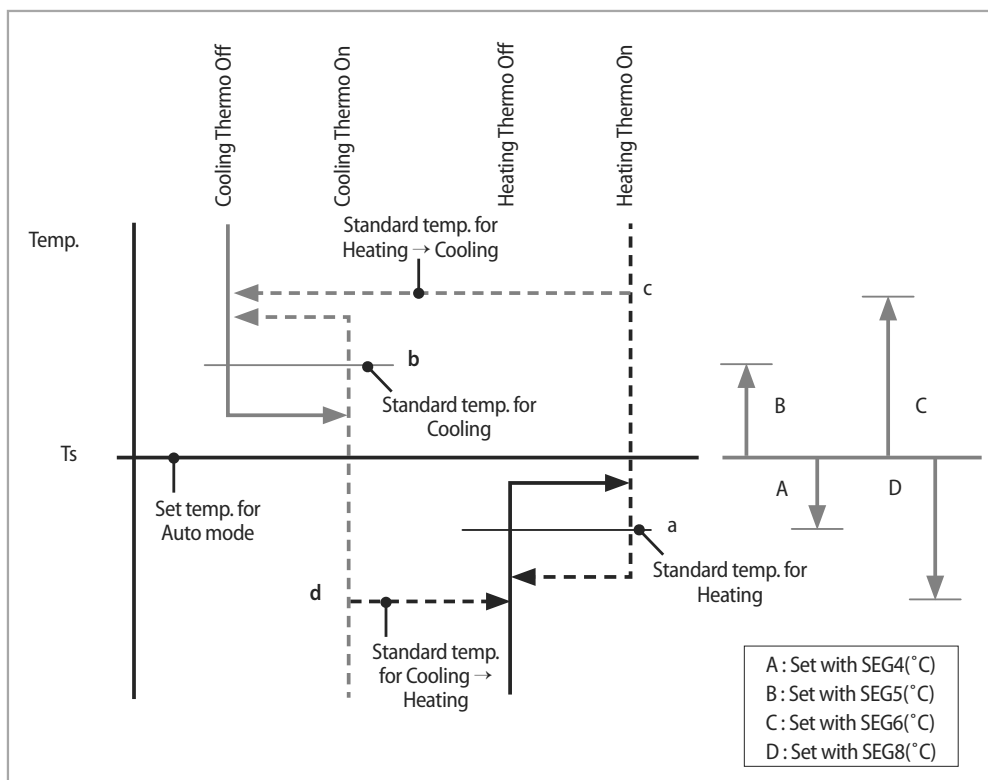 Cooling Thermo Off
Cooling Thermo On
Heating Thermo Off
Heating Thermo On
Temp.
Standard temp. for
Heating → Cooling
c
b
Standard temp. for
Cooling
B
C
Ts
A
D
Set temp. for
Auto mode
a
Standard temp. for
Heating
d
Standard temp.
for Cooling →
Heating
A : Set with SEG4(˚C)
B : Set with SEG5(˚C)
C : Set with SEG6(˚C)
D : Set with SEG8(˚C)